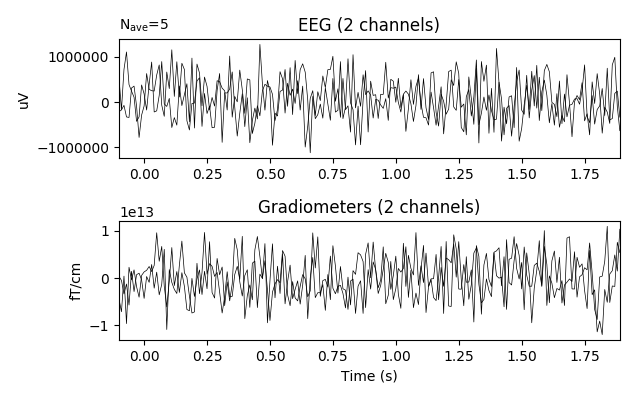 N_ave=5
EEG (2 channels)
uV
1000000
0
−1000000
0.00 0.25 0.50 0.75 1.00 1.25 1.50 1.75
Gradiometers (2 channels)
1e13
fT/cm
1
0
−1
0.00 0.25 0.50 0.75 1.00 1.25 1.50 1.75
Time (s)